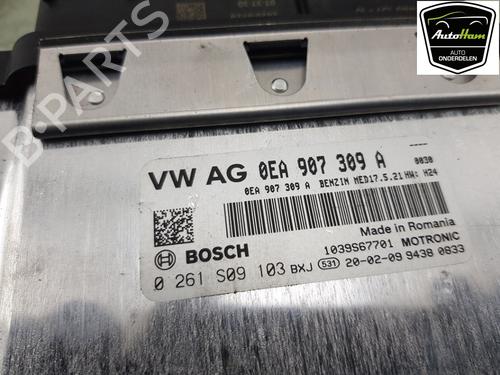 AutoHam
AUTO
ONDERDELEN
B-PARTS
VW AG 0EA 907 309 A 0030
0EA 907 309 A BENZIN MED17.5.21 HW: H24
Made in Romania
BOSCH 1039S67701 MOTRONIC
0 261 S09 103 BXJ 531 20-02-09 9438 0833